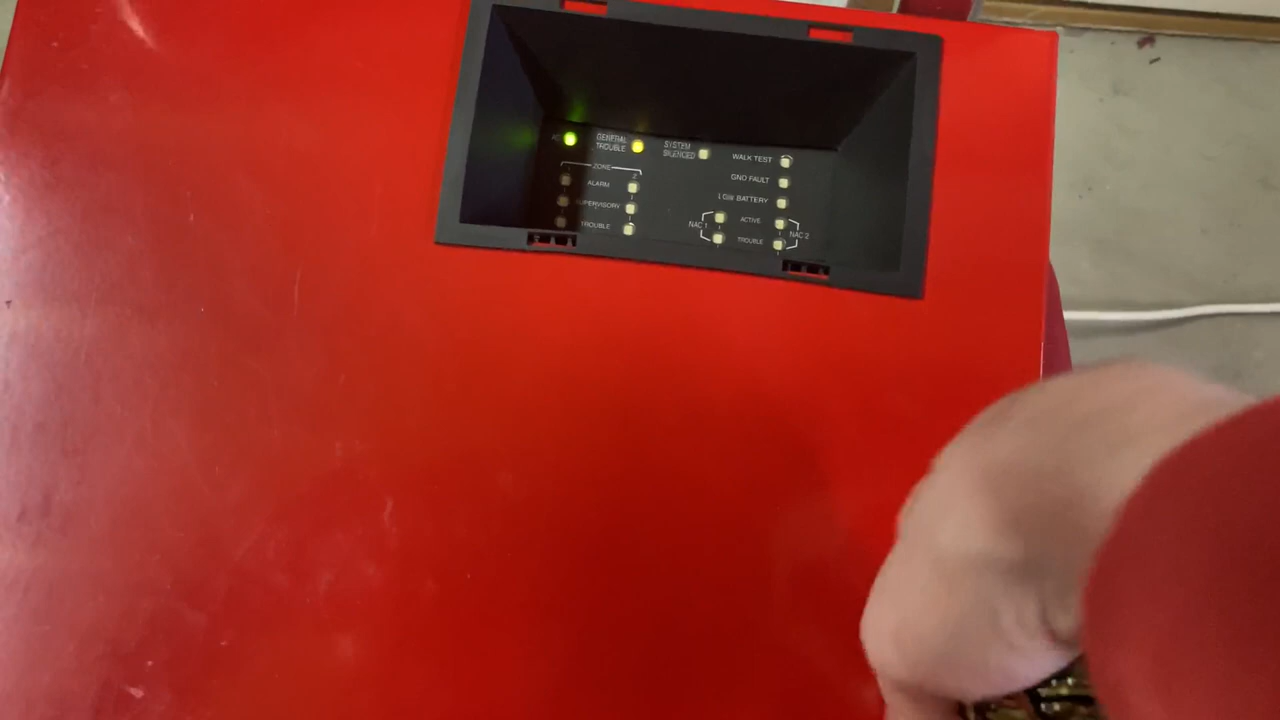 AC
GENERAL
TROUBLE
SYSTEM
SILENCED
WALK TEST
ZONE
GND FAULT
2
ALARM
LOW BATTERY
SUPERVISORY
NAC 1
ACTIVE
NAC 2
TROUBLE
TROUBLE